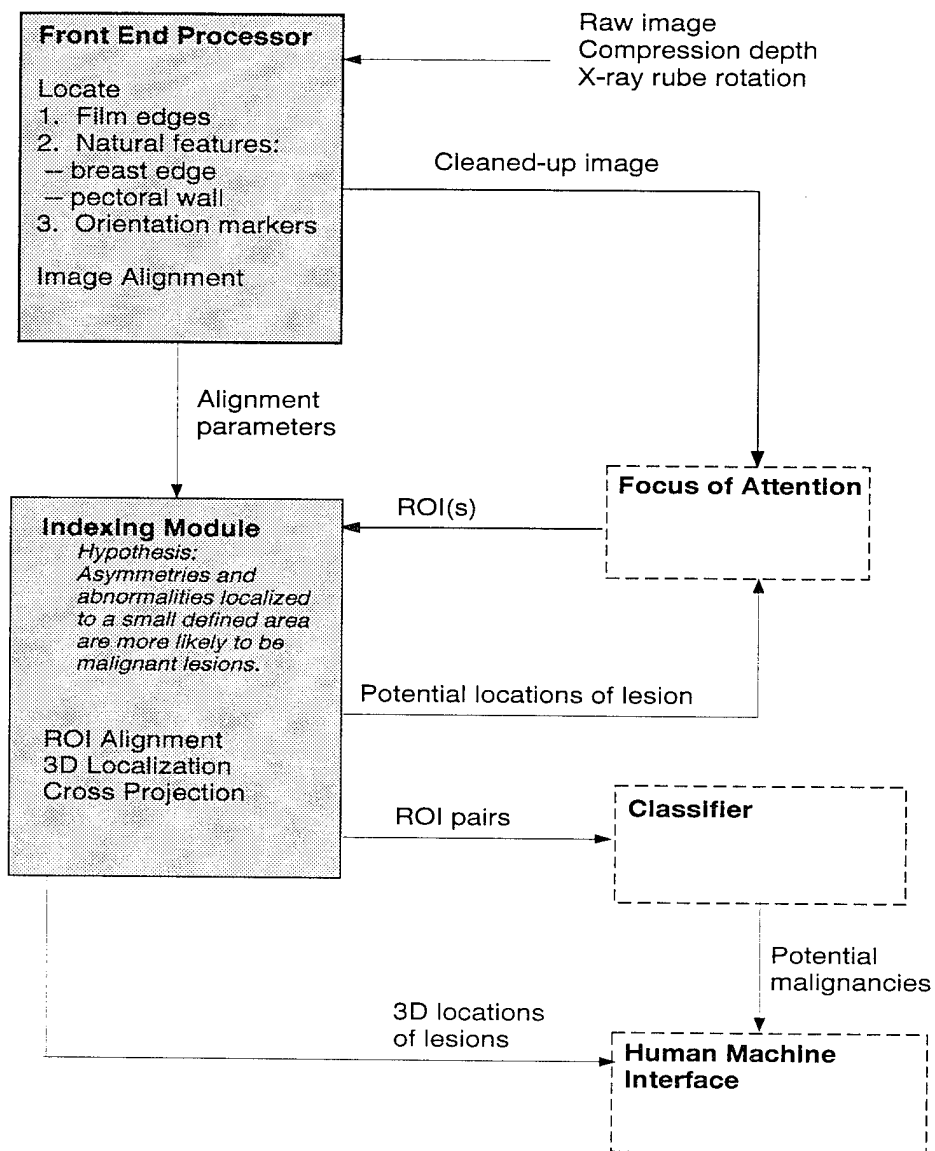 Front End Processor
Locate
1. Film edges
2. Natural features:
– breast edge
– pectoral wall
3. Orientation markers
Image Alignment
Raw image
Compression depth
X-ray rube rotation
Cleaned-up image
Alignment
parameters
Focus of Attention
ROI(s)
Indexing Module
Hypothesis:
Asymmetries and
abnormalities localized
to a small defined area
are more likely to be
malignant lesions.
ROI Alignment
3D Localization
Cross Projection
Potential locations of lesion
ROI pairs
Classifier
Potential
malignancies
3D locations
of lesions
Human Machine
Interface